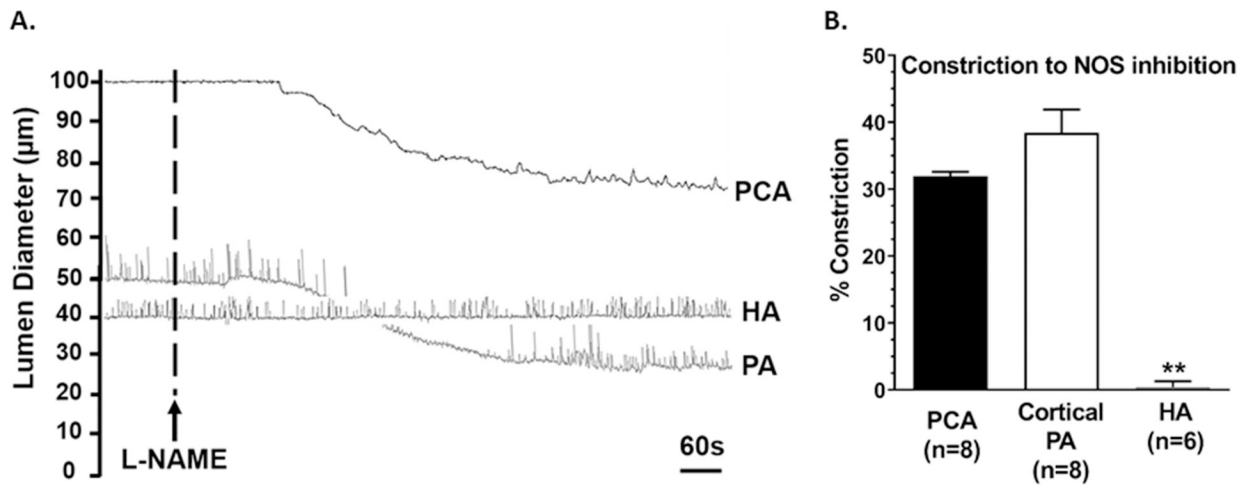 A.
Lumen Diameter (μm)
100
90
80
70
60
50
40
30
20
10
0
L-NAME
PCA
HA
PA
60s
B.
Constriction to NOS inhibition
% Constriction
50
40
30
20
10
0
**
PCA
(n=8)
Cortical
PA
(n=8)
HA
(n=6)